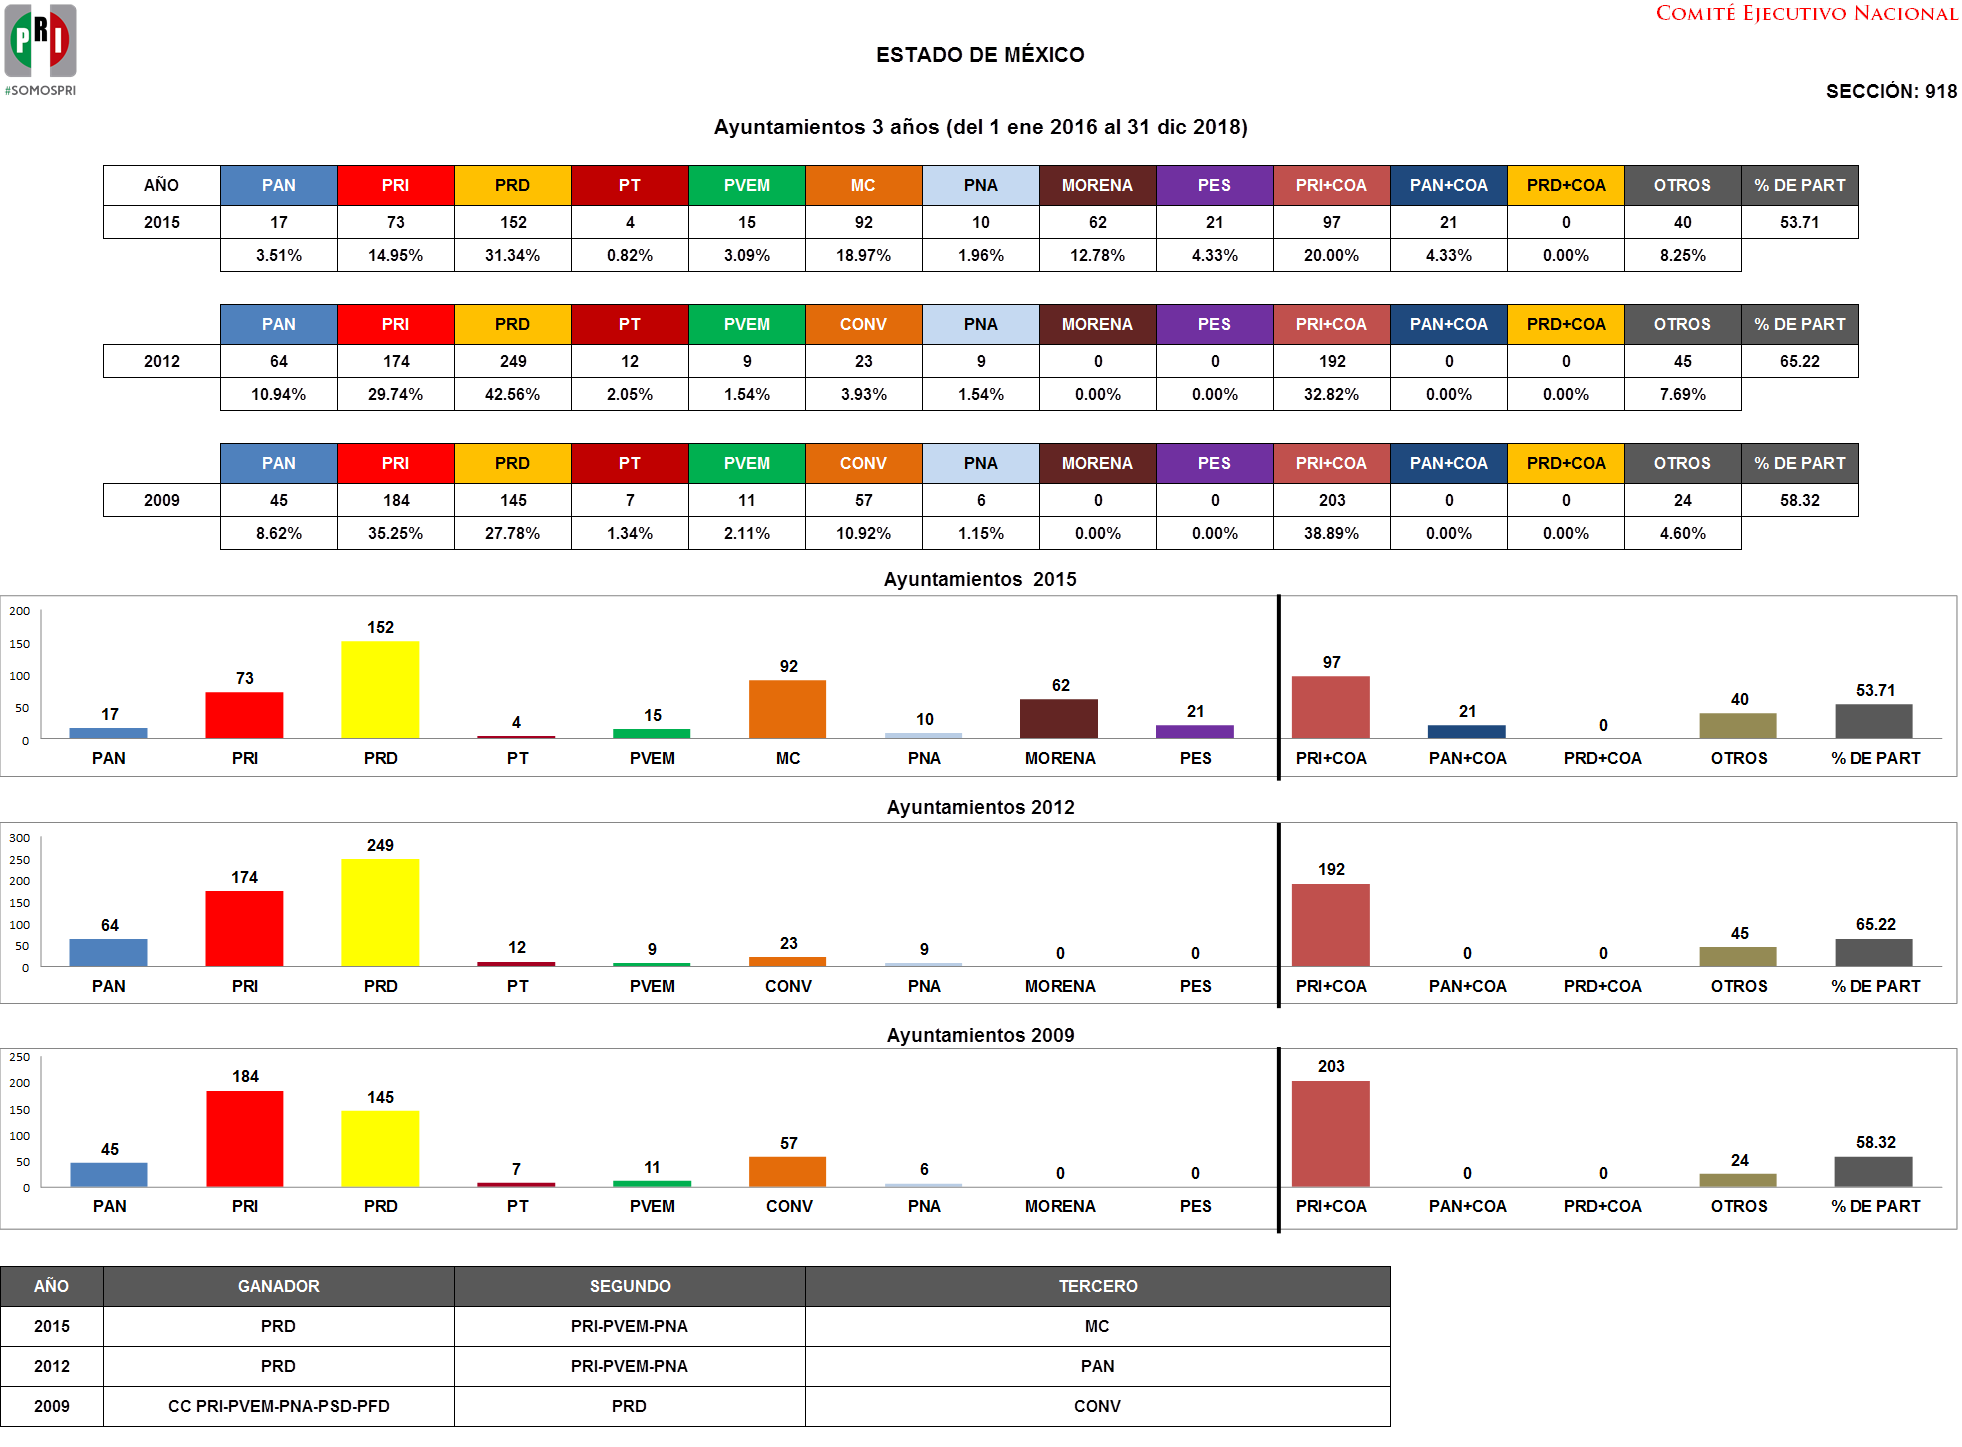 PRI
#SOMOSPRI
COMITÉ EJECUTIVO NACIONAL
ESTADO DE MÉXICO
SECCIÓN: 918
Ayuntamientos 3 años (del 1 ene 2016 al 31 dic 2018)
AÑO PAN PRI PRD PT PVEM MC PNA MORENA PES PRI+COA PAN+COA PRD+COA OTROS % DE PART
2015 17 73 152 4 15 92 10 62 21 97 21 0 40 53.71
3.51% 14.95% 31.34% 0.82% 3.09% 18.97% 1.96% 12.78% 4.33% 20.00% 4.33% 0.00% 8.25%
PAN PRI PRD PT PVEM CONV PNA MORENA PES PRI+COA PAN+COA PRD+COA OTROS % DE PART
2012 64 174 249 12 9 23 9 0 0 192 0 0 45 65.22
10.94% 29.74% 42.56% 2.05% 1.54% 3.93% 1.54% 0.00% 0.00% 32.82% 0.00% 0.00% 7.69%
PAN PRI PRD PT PVEM CONV PNA MORENA PES PRI+COA PAN+COA PRD+COA OTROS % DE PART
2009 45 184 145 7 11 57 6 0 0 203 0 0 24 58.32
8.62% 35.25% 27.78% 1.34% 2.11% 10.92% 1.15% 0.00% 0.00% 38.89% 0.00% 0.00% 4.60%
Ayuntamientos 2015
200
150
100
50
0
17 73 152 4 15 92 10 62 21 97 21 0 40 53.71
PAN PRI PRD PT PVEM MC PNA MORENA PES PRI+COA PAN+COA PRD+COA OTROS % DE PART
Ayuntamientos 2012
300
250
200
150
100
50
0
64 174 249 12 9 23 9 0 0 192 0 0 45 65.22
PAN PRI PRD PT PVEM CONV PNA MORENA PES PRI+COA PAN+COA PRD+COA OTROS % DE PART
Ayuntamientos 2009
250
200
150
100
50
0
45 184 145 7 11 57 6 0 0 203 0 0 24 58.32
PAN PRI PRD PT PVEM CONV PNA MORENA PES PRI+COA PAN+COA PRD+COA OTROS % DE PART
AÑO GANADOR SEGUNDO TERCERO
2015 PRD PRI-PVEM-PNA MC
2012 PRD PRI-PVEM-PNA PAN
2009 CC PRI-PVEM-PNA-PSD-PFD PRD CONV